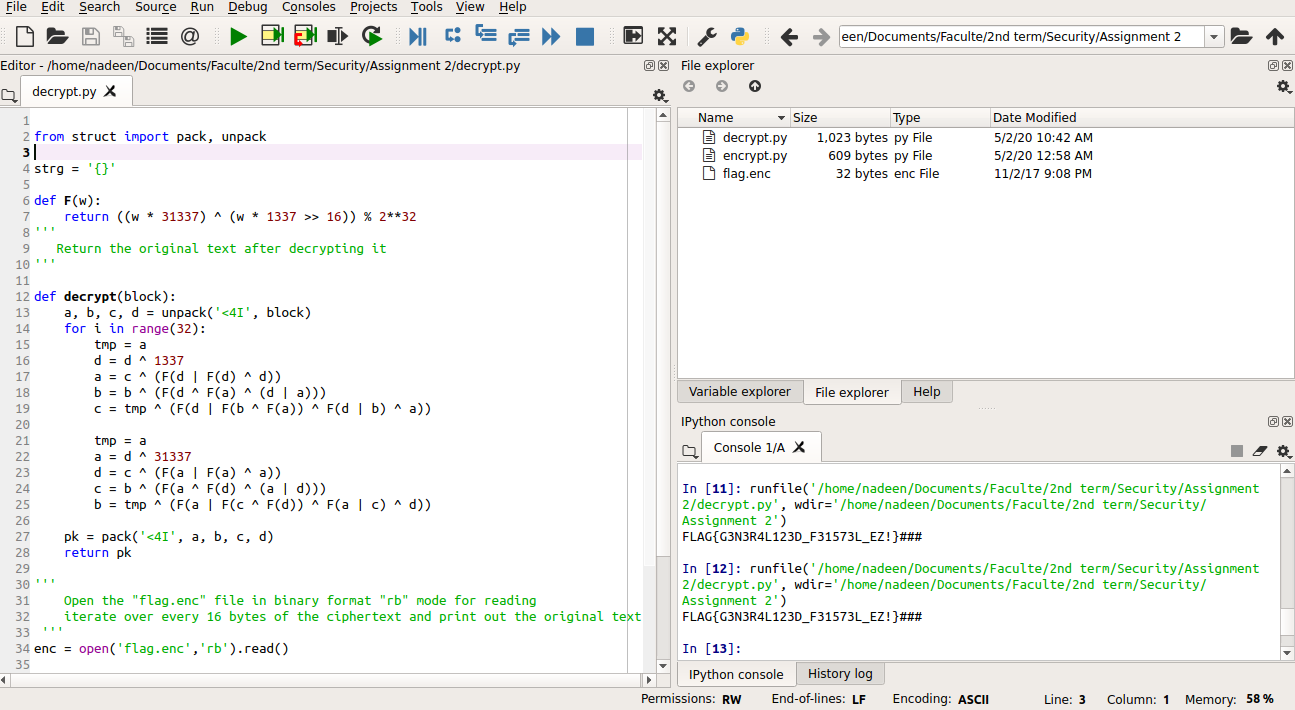 File Edit Search Source Run Debug Consoles Projects Tools View Help
een/Documents/Faculte/2nd term/Security/Assignment 2
Editor - /home/nadeen/Documents/Faculte/2nd term/Security/Assignment 2/decrypt.py
decrypt.py
1
2 from struct import pack, unpack
3
4 strg = '{}'
5
6 def F(w):
7     return ((w * 31337) ^ (w * 1337 >> 16)) % 2**32
8 '''
9    Return the original text after decrypting it
10 '''
11
12 def decrypt(block):
13     a, b, c, d = unpack('<4I', block)
14     for i in range(32):
15         tmp = a
16         d = d ^ 1337
17         a = c ^ (F(d | F(d) ^ d))
18         b = b ^ (F(d ^ F(a) ^ (d | a)))
19         c = tmp ^ (F(d | F(b ^ F(a)) ^ F(d | b) ^ a))
20
21         tmp = a
22         a = d ^ 31337
23         d = c ^ (F(a | F(a) ^ a))
24         c = b ^ (F(a ^ F(d) ^ (a | d)))
25         b = tmp ^ (F(a | F(c ^ F(d)) ^ F(a | c) ^ d))
26
27     pk = pack('<4I', a, b, c, d)
28     return pk
29
30 '''
31     Open the "flag.enc" file in binary format "rb" mode for reading
32     iterate over every 16 bytes of the ciphertext and print out the original text
33  '''
34 enc = open('flag.enc','rb').read()
35
File explorer
Name Size Type Date Modified
decrypt.py 1,023 bytes py File 5/2/20 10:42 AM
encrypt.py 609 bytes py File 5/2/20 12:58 AM
flag.enc 32 bytes enc File 11/2/17 9:08 PM
Variable explorer File explorer Help
IPython console
Console 1/A
In [11]: runfile('/home/nadeen/Documents/Faculte/2nd term/Security/Assignment
2/decrypt.py', wdir='/home/nadeen/Documents/Faculte/2nd term/Security/
Assignment 2')
FLAG{G3N3R4L123D_F31573L_EZ!}###
In [12]: runfile('/home/nadeen/Documents/Faculte/2nd term/Security/Assignment
2/decrypt.py', wdir='/home/nadeen/Documents/Faculte/2nd term/Security/
Assignment 2')
FLAG{G3N3R4L123D_F31573L_EZ!}###
In [13]:
IPython console History log
Permissions: RW End-of-lines: LF Encoding: ASCII Line: 3 Column: 1 Memory: 58 %